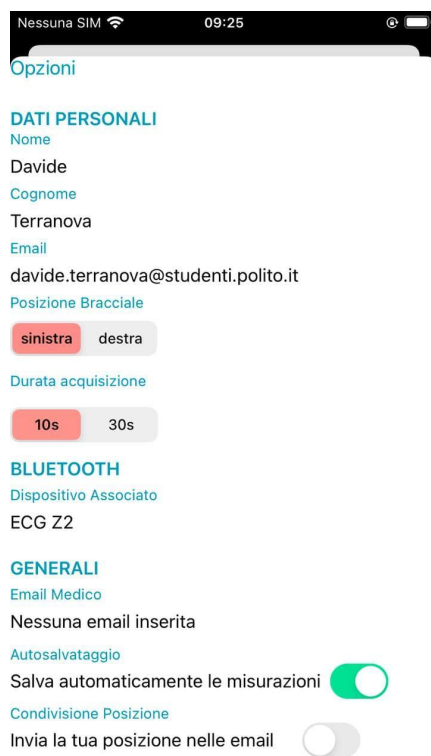 Nessuna SIM 09:25
Opzioni
DATI PERSONALI
Nome
Davide
Cognome
Terranova
Email
davide.terranova@studenti.polito.it
Posizione Bracciale
sinistra destra
Durata acquisizione
10s 30s
BLUETOOTH
Dispositivo Associato
ECG Z2
GENERALI
Email Medico
Nessuna email inserita
Autosalvataggio
Salva automaticamente le misurazioni
Condivisione Posizione
Invia la tua posizione nelle email